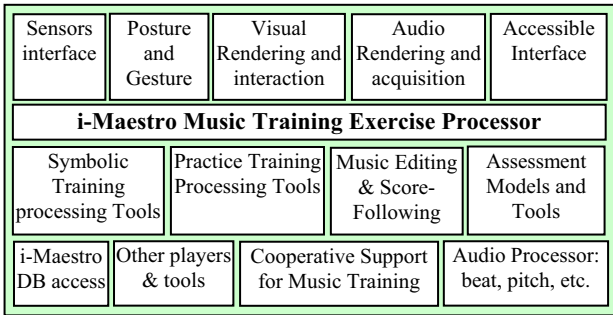 Sensors
interface
Posture
and
Gesture
Visual
Rendering and
interaction
Audio
Rendering and
acquisition
Accessible
Interface
i-Maestro Music Training Exercise Processor
Symbolic
Training
processing Tools
Practice Training
Processing Tools
Music Editing
& Score-
Following
Assessment
Models and
Tools
i-Maestro
DB access
Other players
& tools
Cooperative Support
for Music Training
Audio Processor:
beat, pitch, etc.